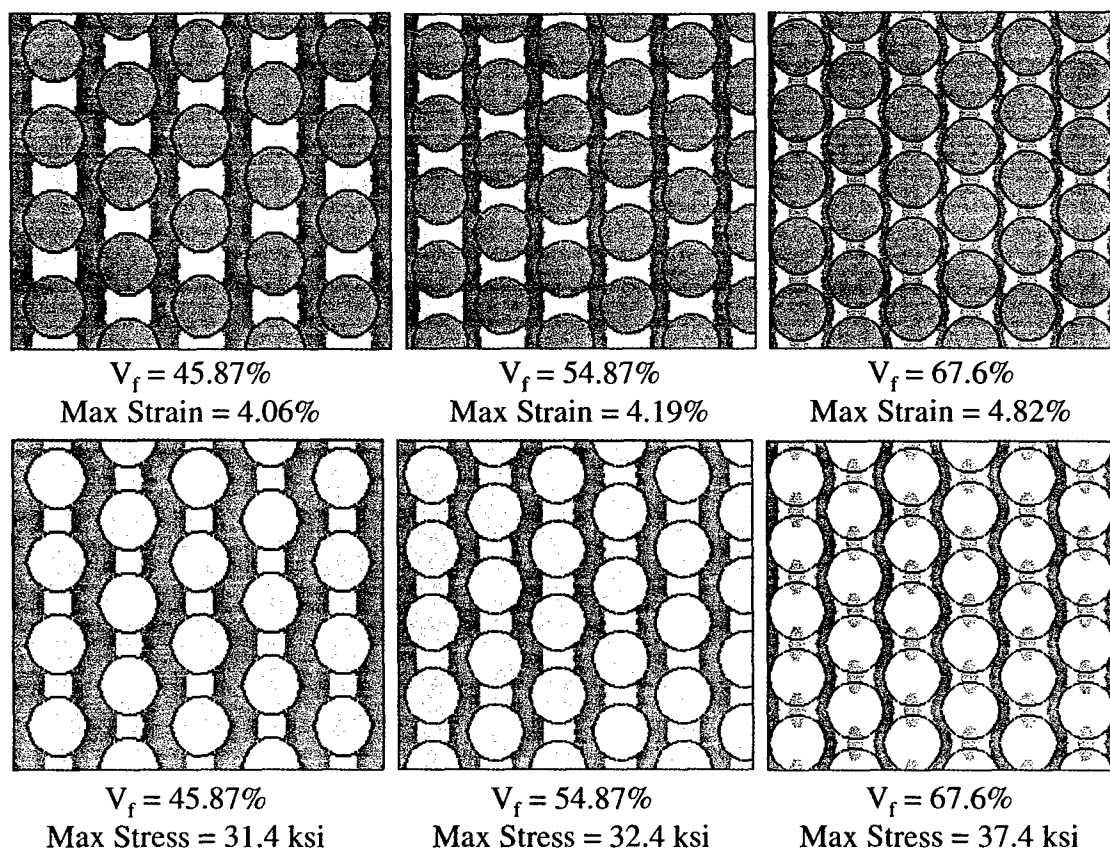 V_f = 45.87%
Max Strain = 4.06%
V_f = 54.87%
Max Strain = 4.19%
V_f = 67.6%
Max Strain = 4.82%
V_f = 45.87%
Max Stress = 31.4 ksi
V_f = 54.87%
Max Stress = 32.4 ksi
V_f = 67.6%
Max Stress = 37.4 ksi